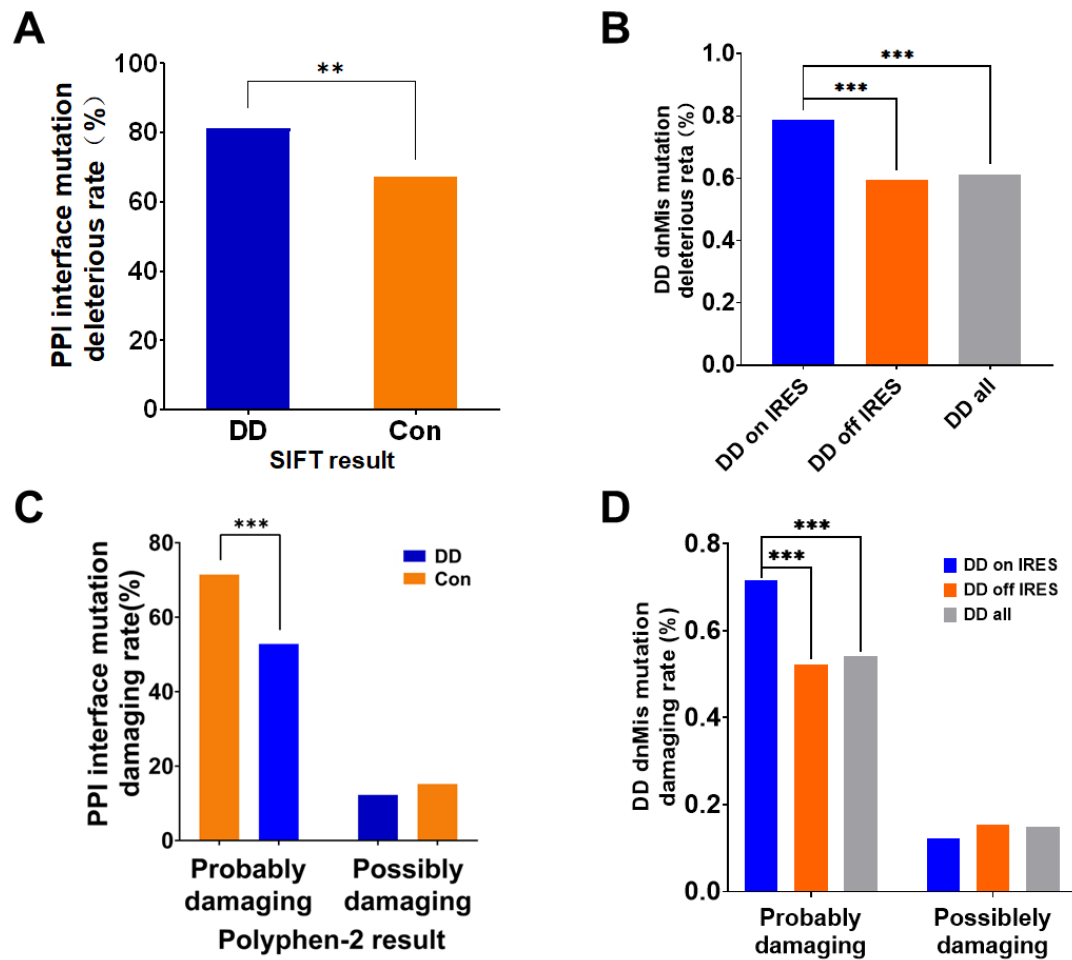 A
PPI interface mutation
deleterious rate（%）
100
80
60
40
20
0
**
DD
Con
SIFT result
B
DD dnMis mutation
deleterious reta（%）
1.0
0.8
0.6
0.4
0.2
0.0
***
***
DD on IRES
DD off IRES
DD all
C
PPI interface mutation
damaging rate(%)
80
60
40
20
0
***
DD
Con
Probably
damaging
Possibly
damaging
Polyphen-2 result
D
DD dnMis mutation
damaging rate (%)
0.8
0.6
0.4
0.2
0.0
***
***
DD on IRES
DD off IRES
DD all
Probably
damaging
Possiblely
damaging